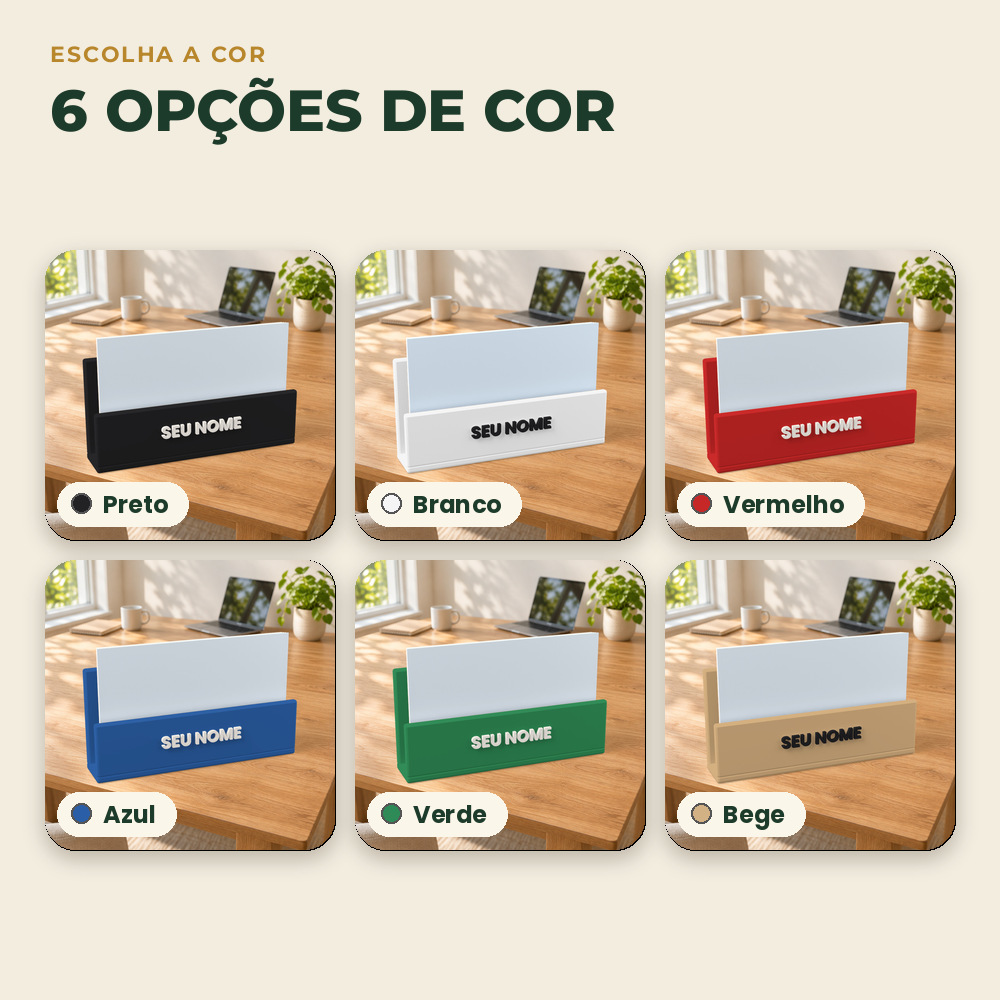 ESCOLHA A COR
6 OPÇÕES DE COR
SEU NOME
SEU NOME
SEU NOME
Preto
Branco
Vermelho
SEU NOME
SEU NOME
SEU NOME
Azul
Verde
Bege